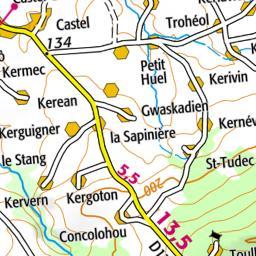 Castel
Trohéol
134
Kermec
Petit
Huel
Kerivin
Kerean
Gwaskadien
Kerguigner
la Sapinière
le Stang
St-Tudec
5,5
200
Kervern
Kergoton
13,5
Concolohou